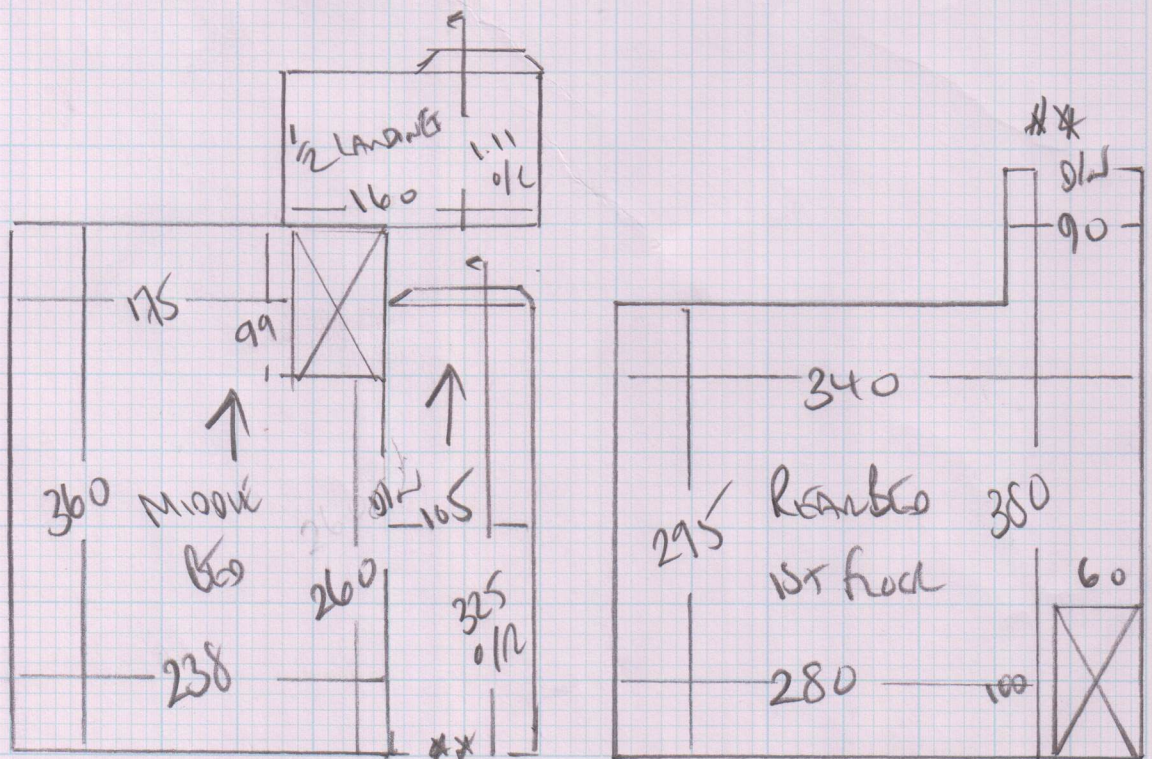 1/2 LANDING
1.11
O/L
160
175
99
360
MIDDLE
BED
238
260
D/W
105
325
O/R
**
**
D/W
90
340
295
REAR BED
1ST FLOOR
60
280
100